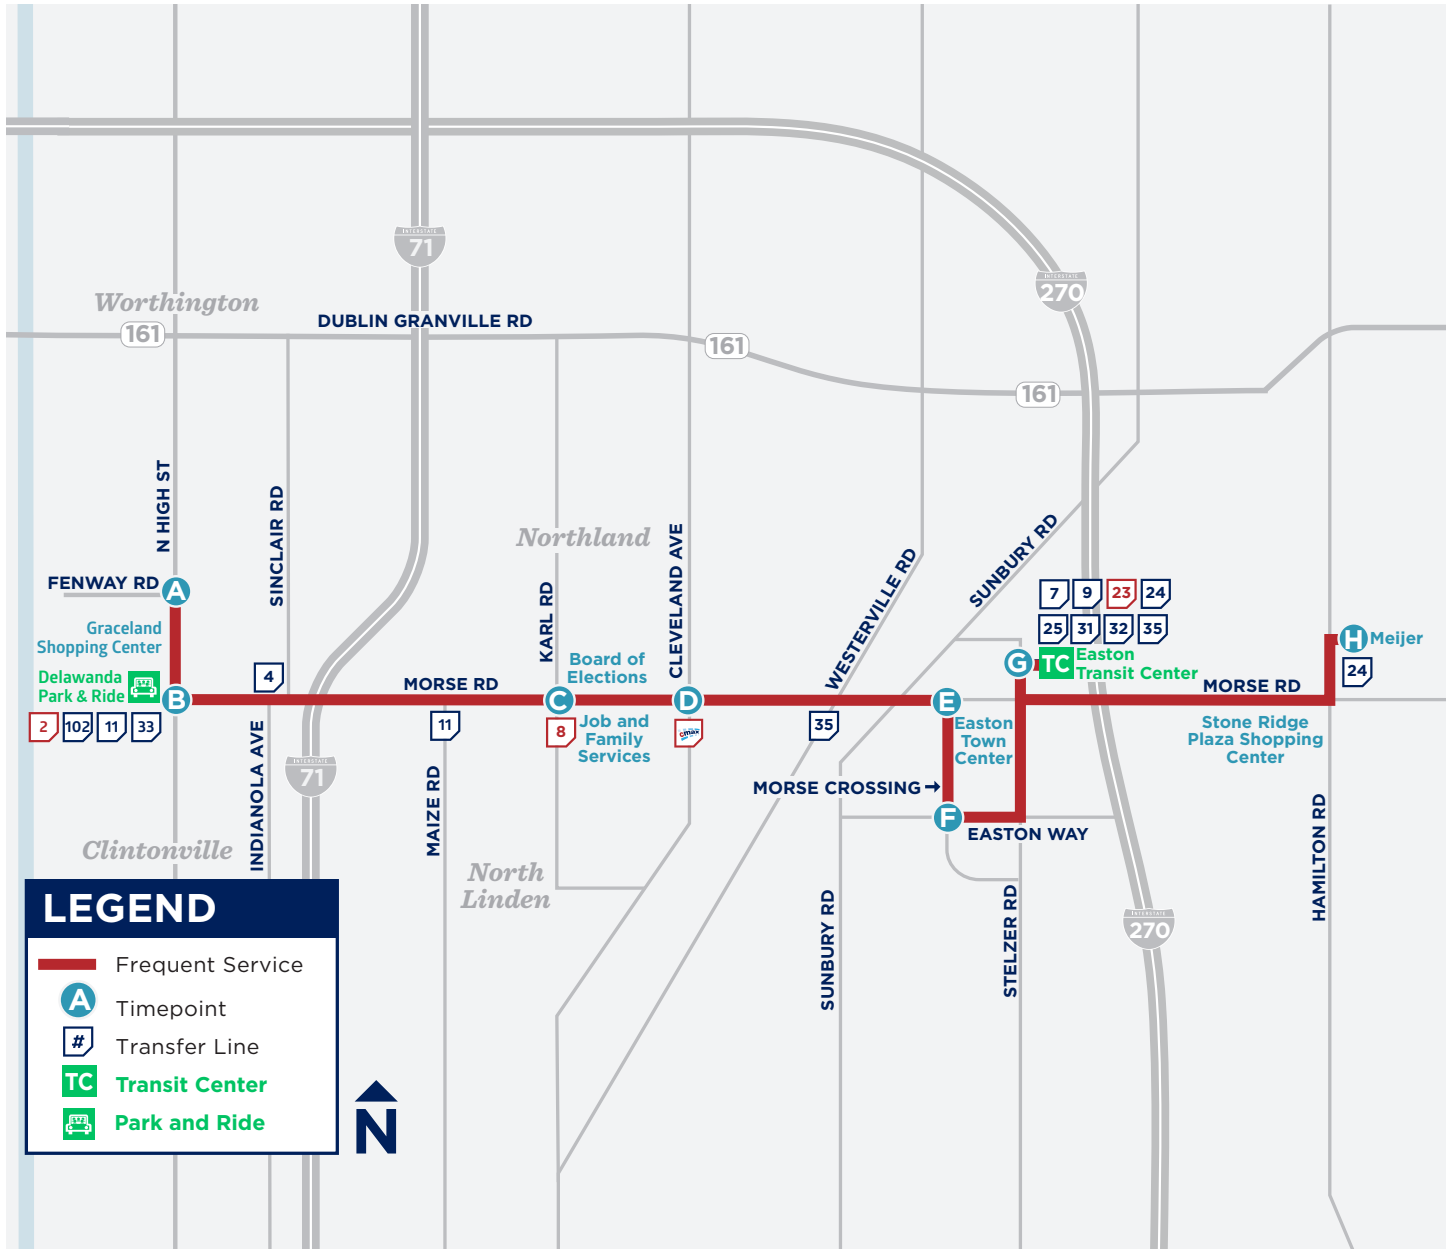 INTERSTATE
71
INTERSTATE
270
Worthington
161
DUBLIN GRANVILLE RD
161
161
N HIGH ST
SINCLAIR RD
Northland
KARL RD
CLEVELAND AVE
WESTERVILLE RD
SUNBURY RD
FENWAY RD
A
7
9
23
24
25
31
32
35
Graceland
Shopping Center
Delawanda
Park & Ride
B
2
102
11
33
4
MORSE RD
11
Board of
Elections
C
8
Job and
Family
Services
D
cmax
35
E
Easton
Town
Center
G
TC
Easton
Transit Center
MORSE RD
H
Meijer
24
Stone Ridge
Plaza Shopping
Center
INDIANOLA AVE
INTERSTATE
71
MAIZE RD
MORSE CROSSING
F
EASTON WAY
Clintonville
North
Linden
SUNBURY RD
STELZER RD
HAMILTON RD
INTERSTATE
270
LEGEND
Frequent Service
A
Timepoint
#
Transfer Line
TC
Transit Center
Park and Ride
N